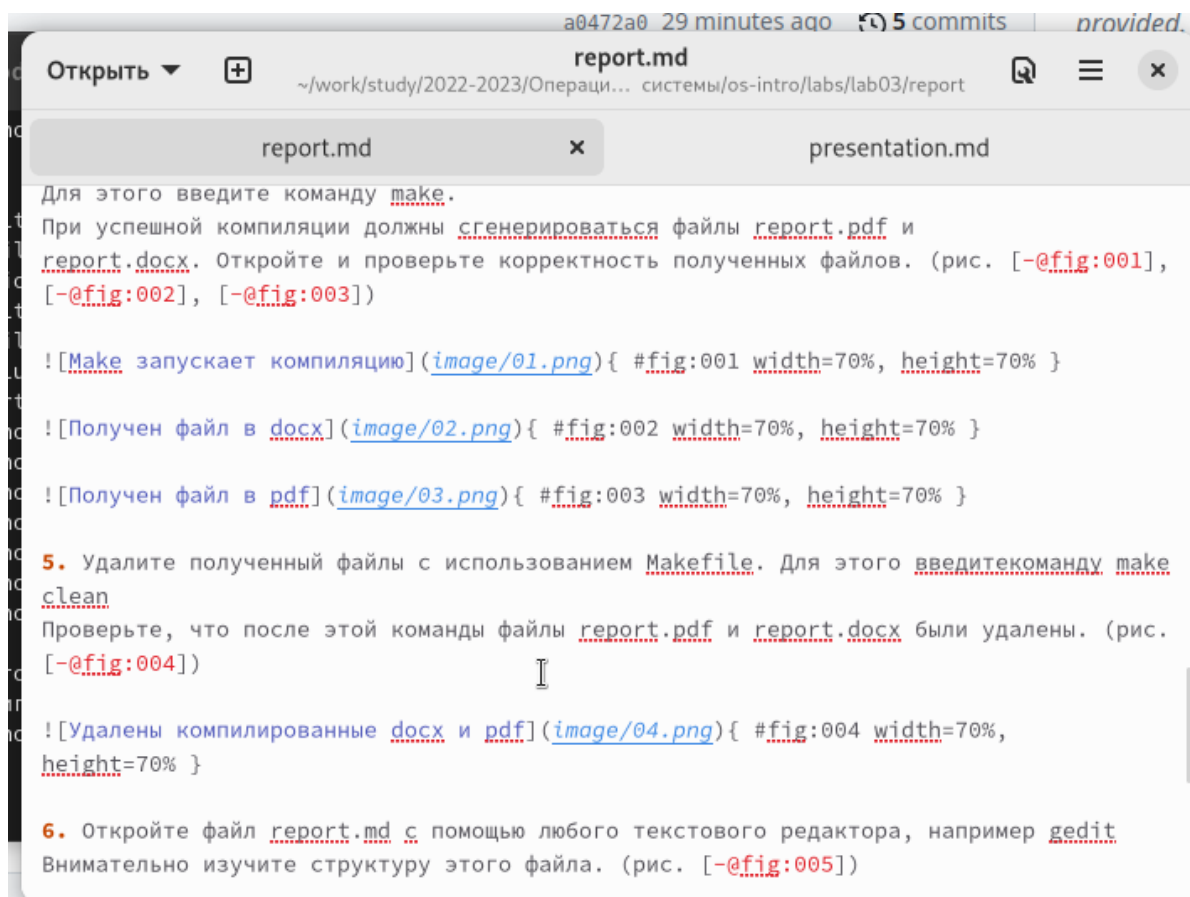 a0472a0 29 minutes ago 5 commits
provided.
Открыть
report.md
~/work/study/2022-2023/Операци... системы/os-intro/labs/lab03/report
report.md
presentation.md
Для этого введите команду make.
При успешной компиляции должны сгенерироваться файлы report.pdf и
report.docx. Откройте и проверьте корректность полученных файлов. (рис. [-@fig:001],
[-@fig:002], [-@fig:003])
![Make запускает компиляцию](image/01.png){ #fig:001 width=70%, height=70% }
![Получен файл в docx](image/02.png){ #fig:002 width=70%, height=70% }
![Получен файл в pdf](image/03.png){ #fig:003 width=70%, height=70% }
5. Удалите полученный файлы с использованием Makefile. Для этого введитекоманду make
clean
Проверьте, что после этой команды файлы report.pdf и report.docx были удалены. (рис.
[-@fig:004])
![Удалены компилированные docx и pdf](image/04.png){ #fig:004 width=70%,
height=70% }
6. Откройте файл report.md с помощью любого текстового редактора, например gedit
Внимательно изучите структуру этого файла. (рис. [-@fig:005])